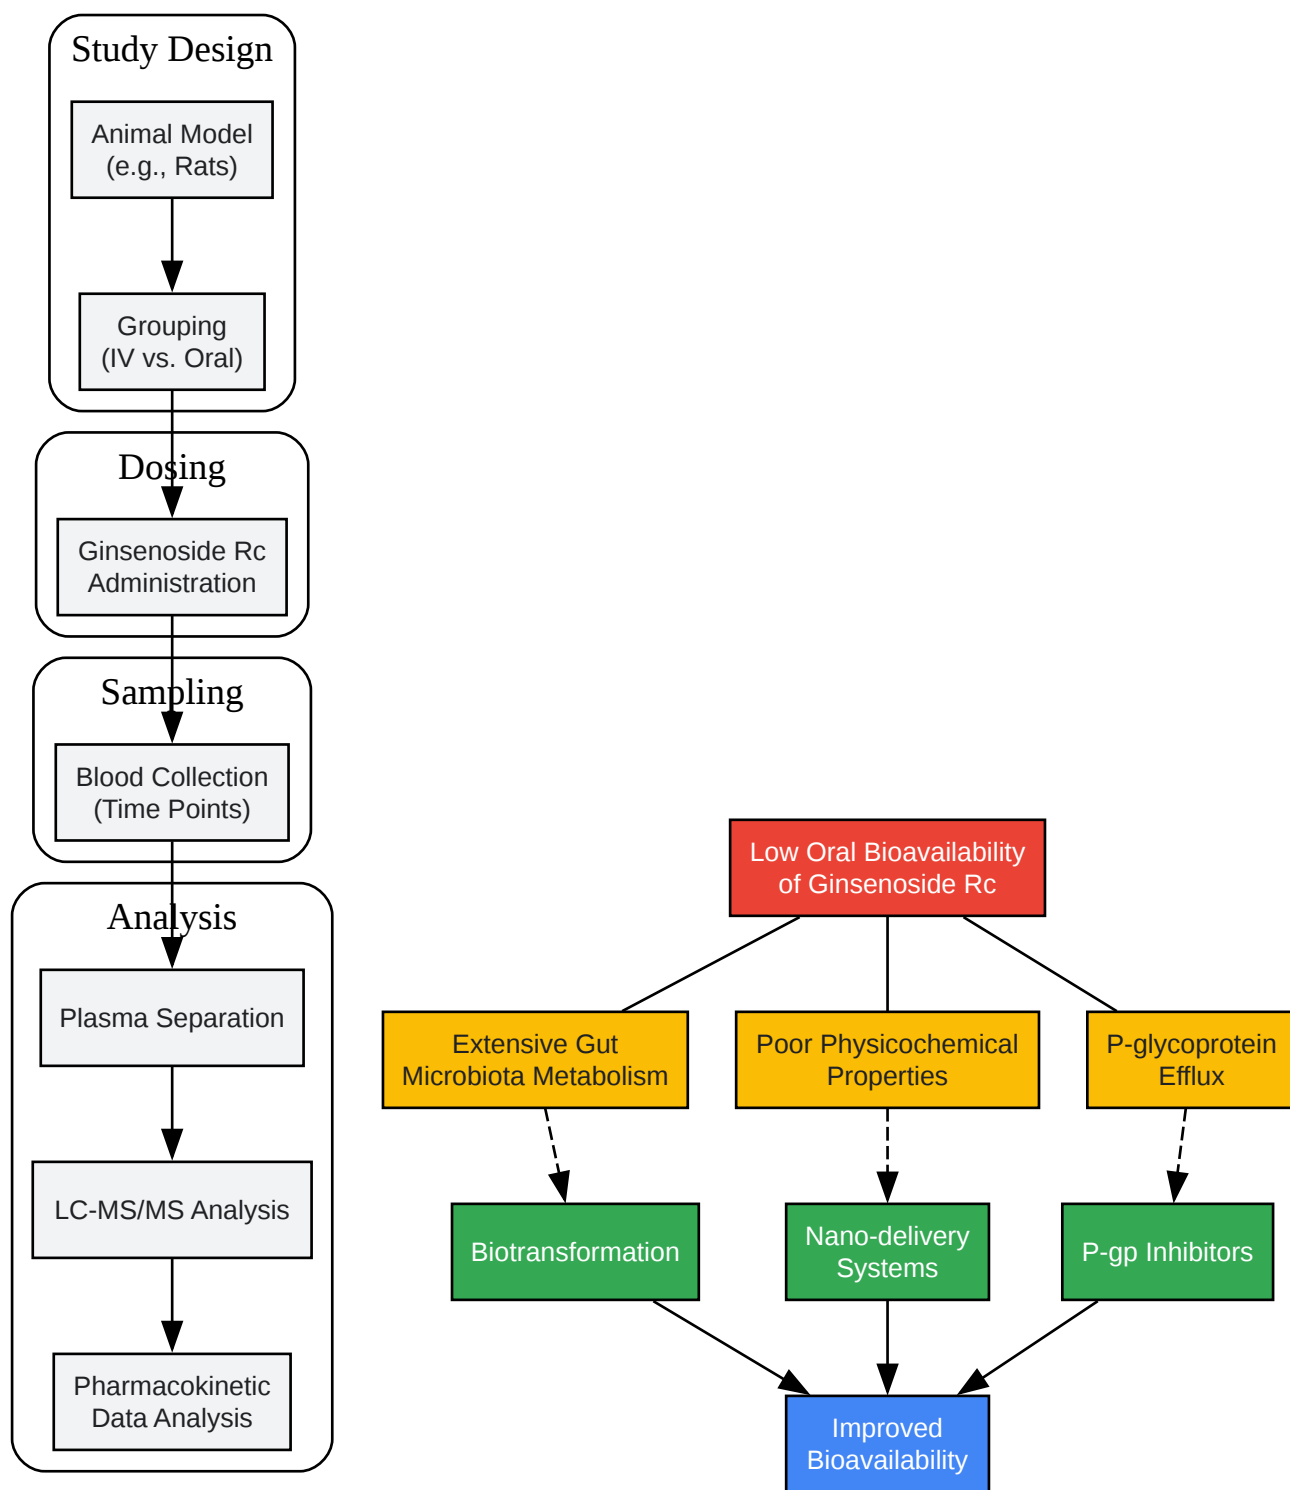 Study Design
Animal Model
(e.g., Rats)
Grouping
(IV vs. Oral)
Dosing
Ginsenoside Rc
Administration
Sampling
Blood Collection
(Time Points)
Analysis
Plasma Separation
LC-MS/MS Analysis
Pharmacokinetic
Data Analysis
Low Oral Bioavailability
of Ginsenoside Rc
Extensive Gut
Microbiota Metabolism
Poor Physicochemical
Properties
P-glycoprotein
Efflux
Biotransformation
Nano-delivery
Systems
P-gp Inhibitors
Improved
Bioavailability